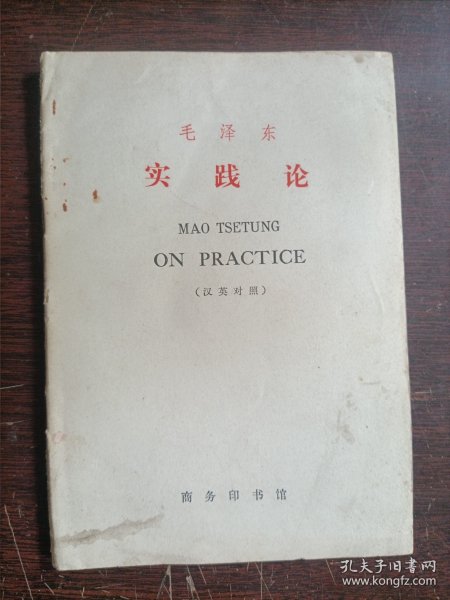 毛泽东
实践论
MAO TSETUNG
ON PRACTICE
（汉英对照）
商务印书馆
孔夫子旧书网
www.kongfz.com